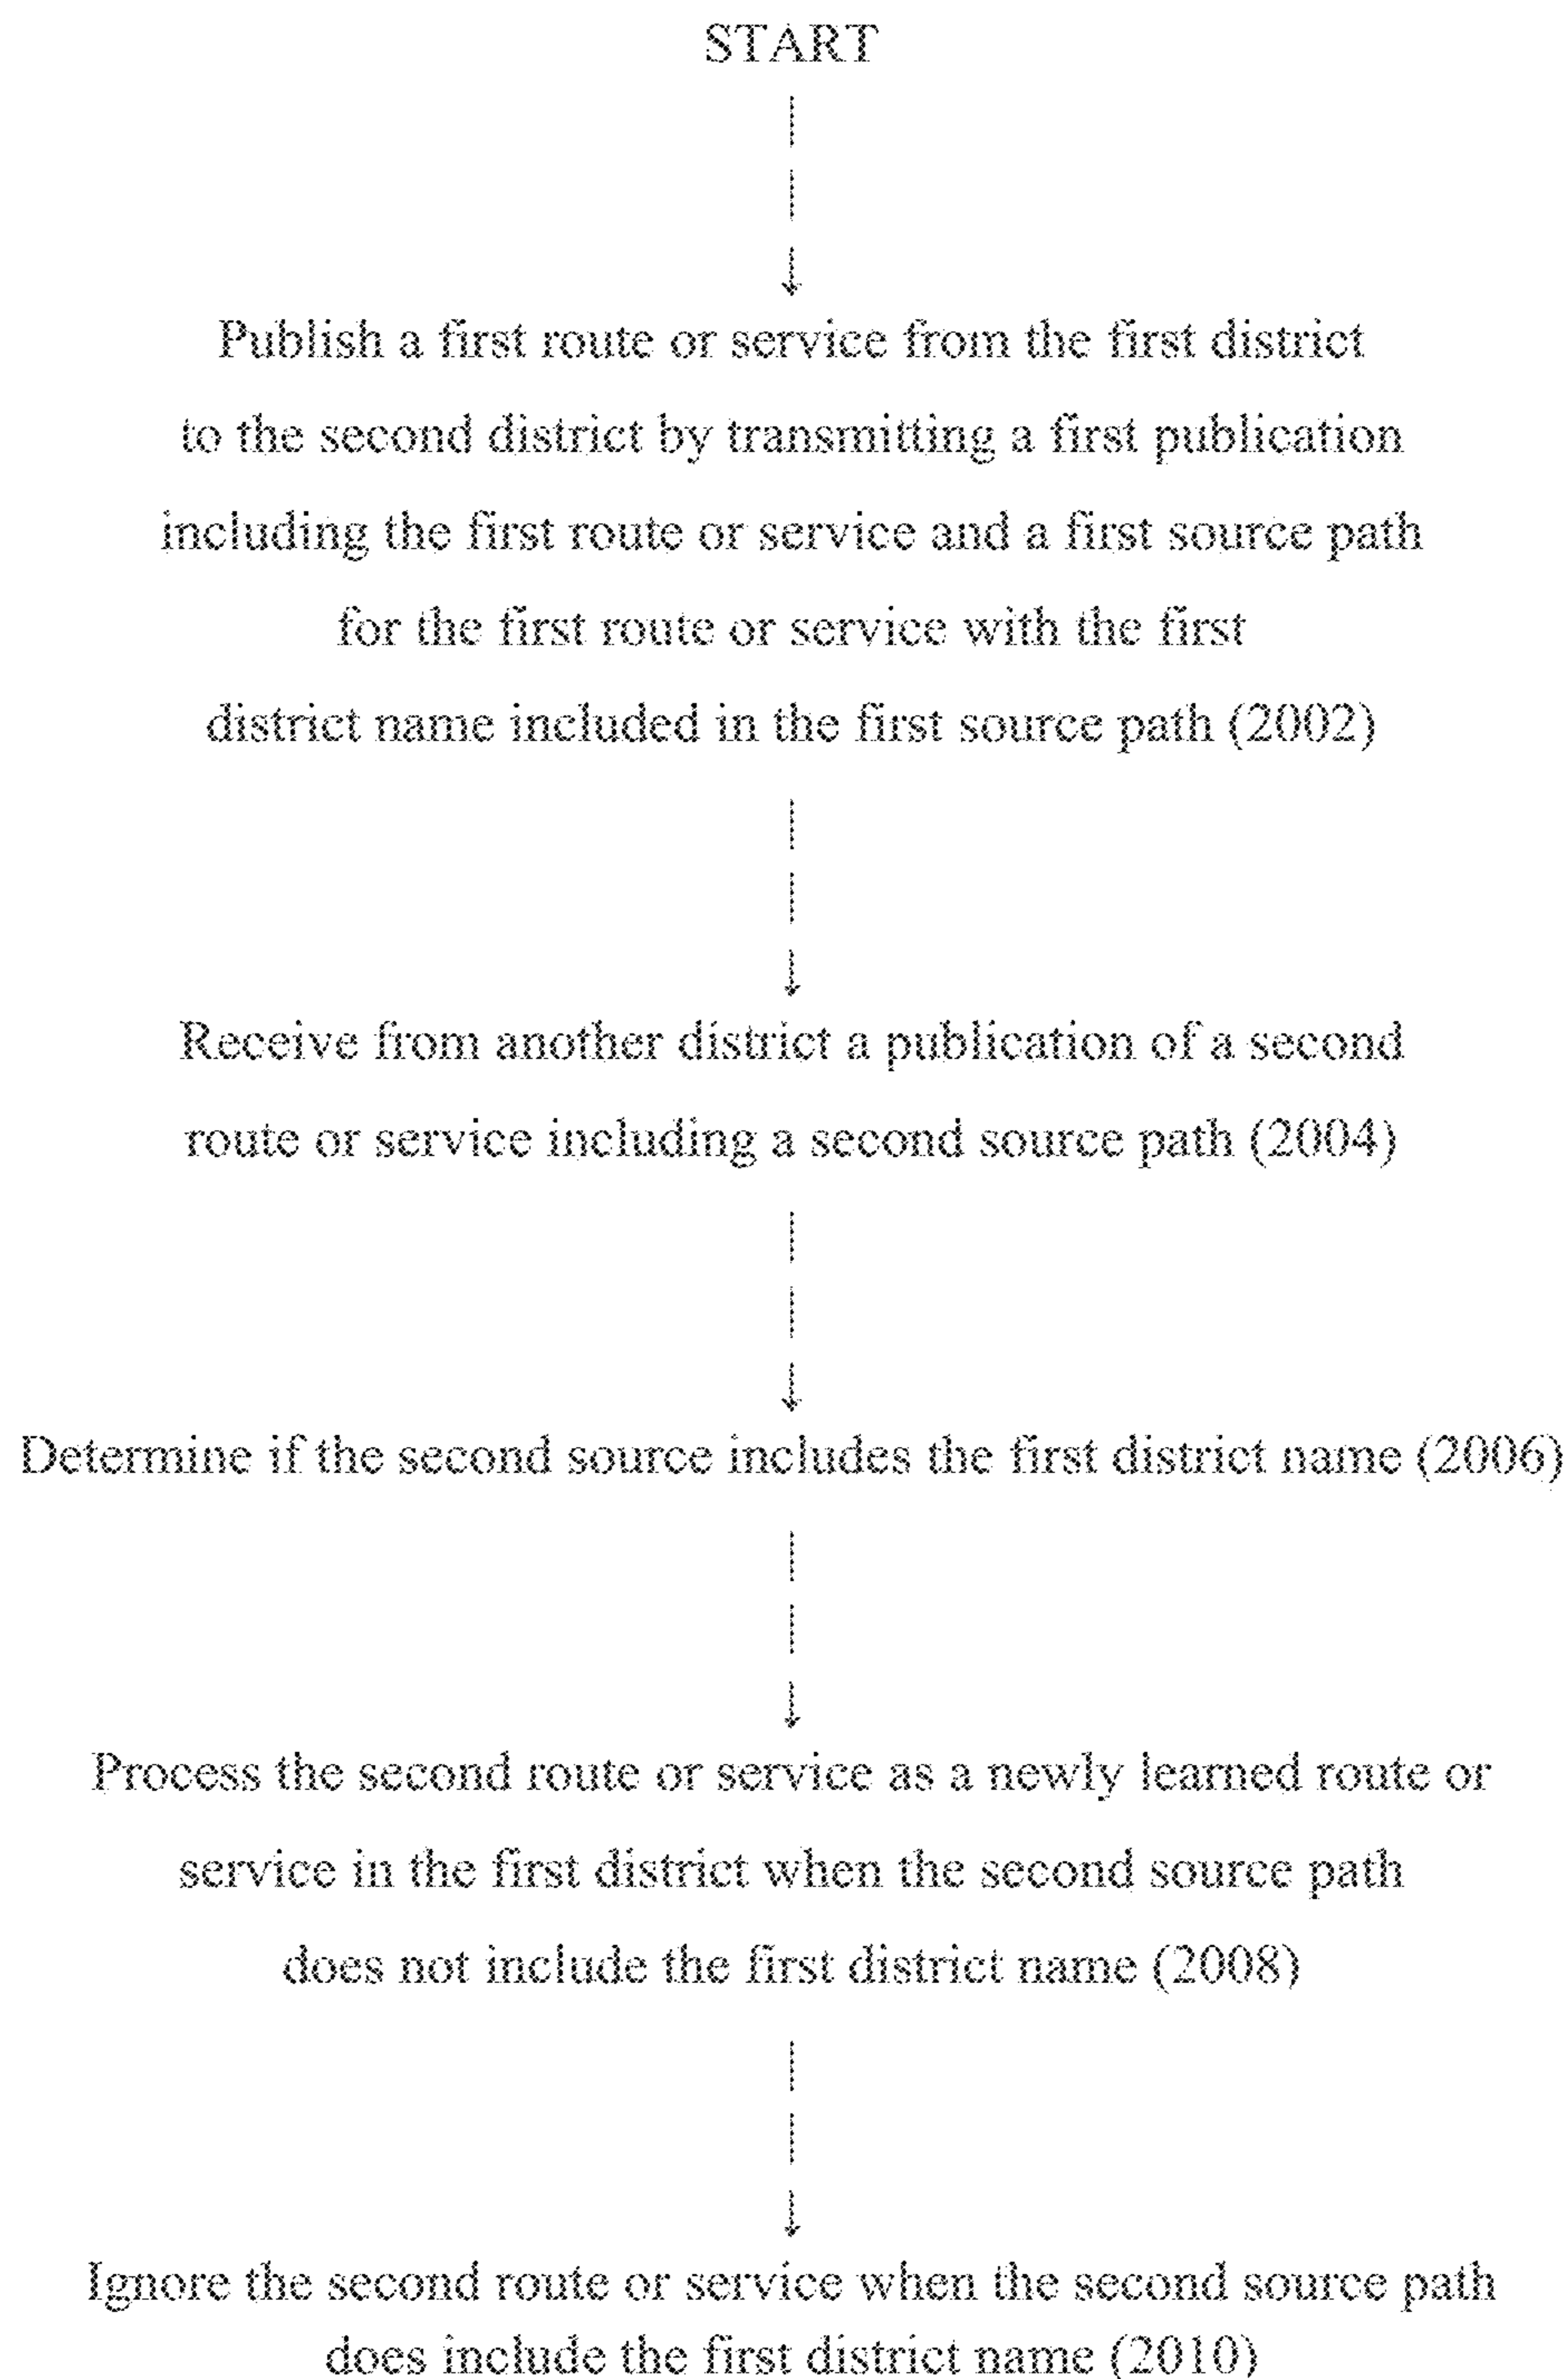 START
Publish a first route or service from the first district
to the second district by transmitting a first publication
including the first route or service and a first source path
for the first route or service with the first
district name included in the first source path (2002)
Receive from another district a publication of a second
route or service including a second source path (2004)
Determine if the second source includes the first district name (2006)
Process the second route or service as a newly learned route or
service in the first district when the second source path
does not include the first district name (2008)
Ignore the second route or service when the second source path
does include the first district name (2010)